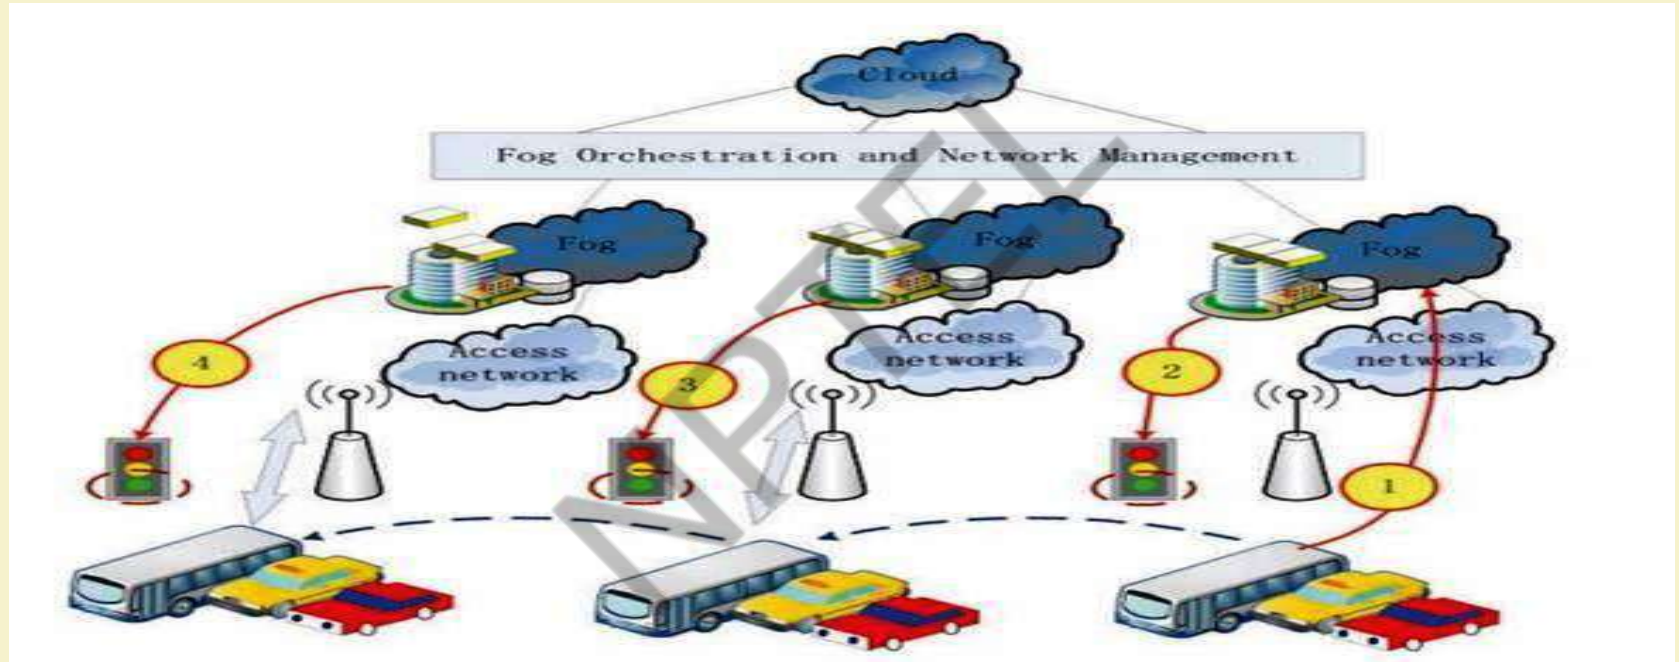 Cloud
Fog Orchestration and Network Management
Fog
Fog
Fog
Access
network
Access
network
Access
network
4
3
2
1
NPTEL